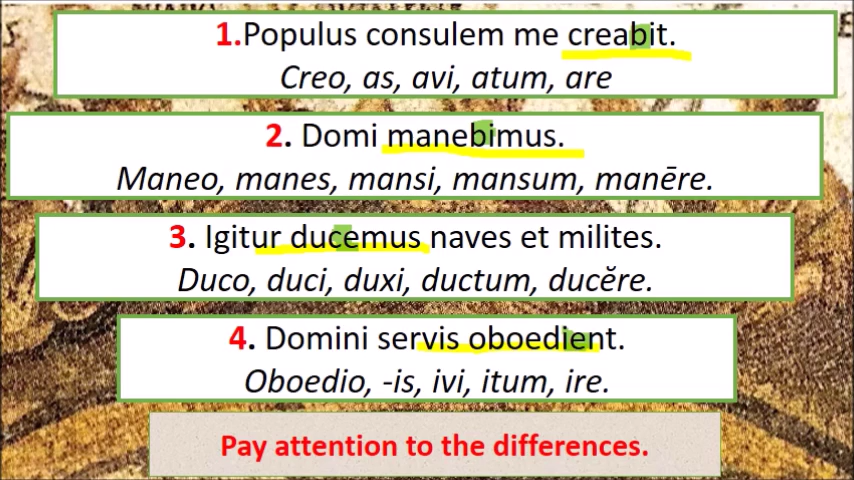 1.Populus consulem me creabit.
Creo, as, avi, atum, are
2. Domi manebimus.
Maneo, manes, mansi, mansum, manēre.
3. Igitur ducemus naves et milites.
Duco, duci, duxi, ductum, ducĕre.
4. Domini servis oboedient.
Oboedio, -is, ivi, itum, ire.
Pay attention to the differences.